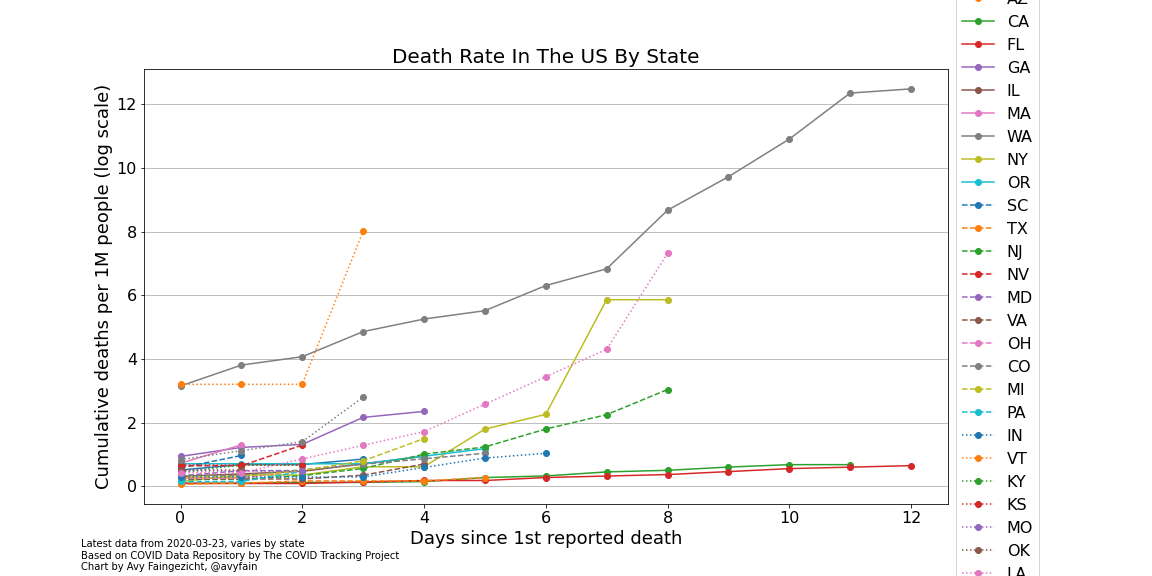 Death Rate In The US By State
Cumulative deaths per 1M people (log scale)
12
10
8
6
4
2
0
0 2 4 6 8 10 12
Days since 1st reported death
Latest data from 2020-03-23, varies by state
Based on COVID Data Repository by The COVID Tracking Project
Chart by Avy Faingezicht, @avyfain
AZ
CA
FL
GA
IL
MA
WA
NY
OR
SC
TX
NJ
NV
MD
VA
OH
CO
MI
PA
IN
VT
KY
KS
MO
OK
LA